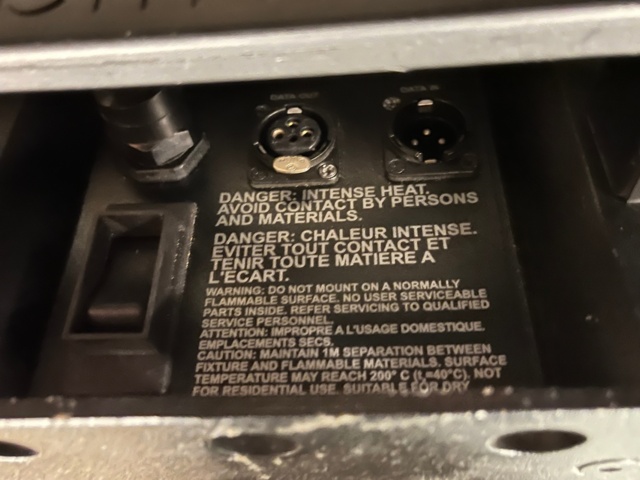 DATA OUT
DATA IN
DANGER: INTENSE HEAT.
AVOID CONTACT BY PERSONS
AND MATERIALS.
DANGER: CHALEUR INTENSE.
EVITER TOUT CONTACT ET
TENIR TOUTE MATIERE A
L'ECART.
WARNING: DO NOT MOUNT ON A NORMALLY
FLAMMABLE SURFACE. NO USER SERVICEABLE
PARTS INSIDE. REFER SERVICING TO QUALIFIED
SERVICE PERSONNEL.
ATTENTION: IMPROPRE A L'USAGE DOMESTIQUE.
EMPLACEMENTS SECS.
CAUTION: MAINTAIN 1M SEPARATION BETWEEN
FIXTURE AND FLAMMABLE MATERIALS, SURFACE
TEMPERATURE MAY REACH 200° C (tₐ=40°C). NOT
FOR RESIDENTIAL USE. SUITABLE FOR DRY